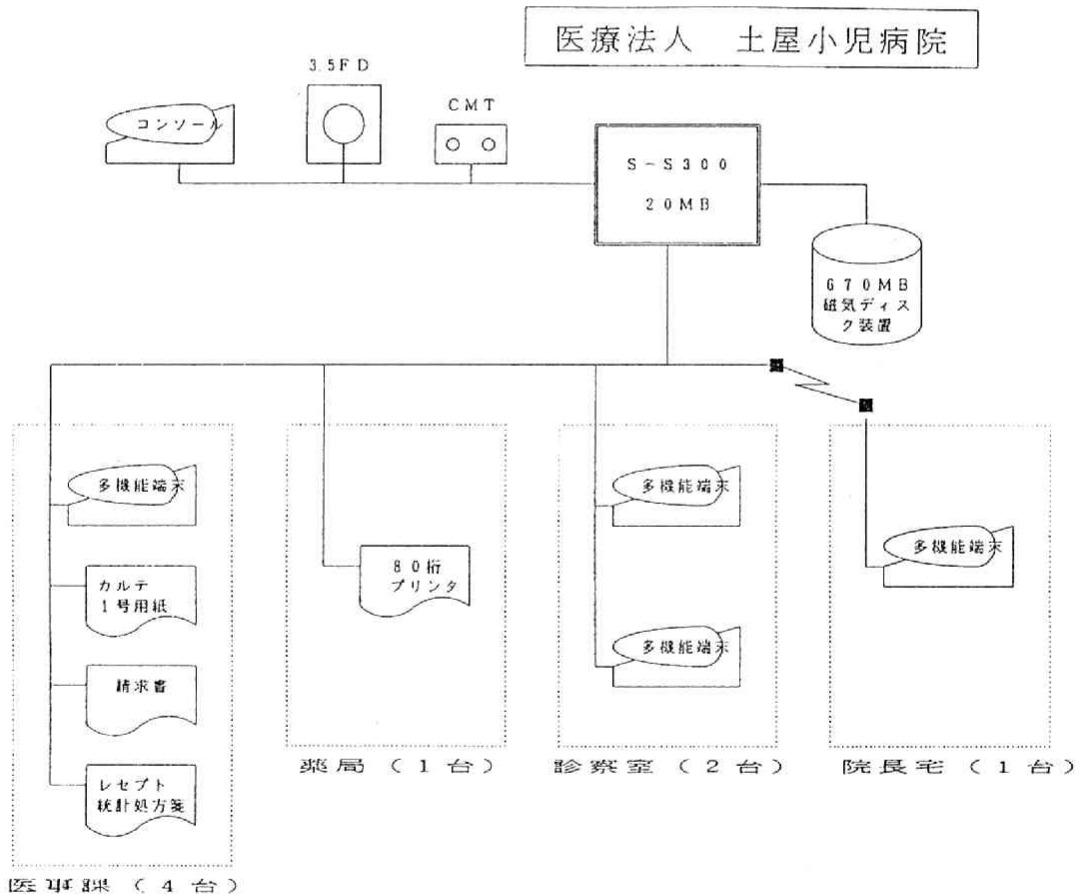 医療法人 土屋小児病院
3.5FD
コンソール
CMT
S-S300
20MB
670MB
磁気ディス
ク装置
多機能端末
カルテ
1号用紙
請求書
レセプト
統計処方箋
医事課(4台)
80桁
プリンタ
薬局(1台)
多機能端末
多機能端末
診察室(2台)
多機能端末
院長宅(1台)